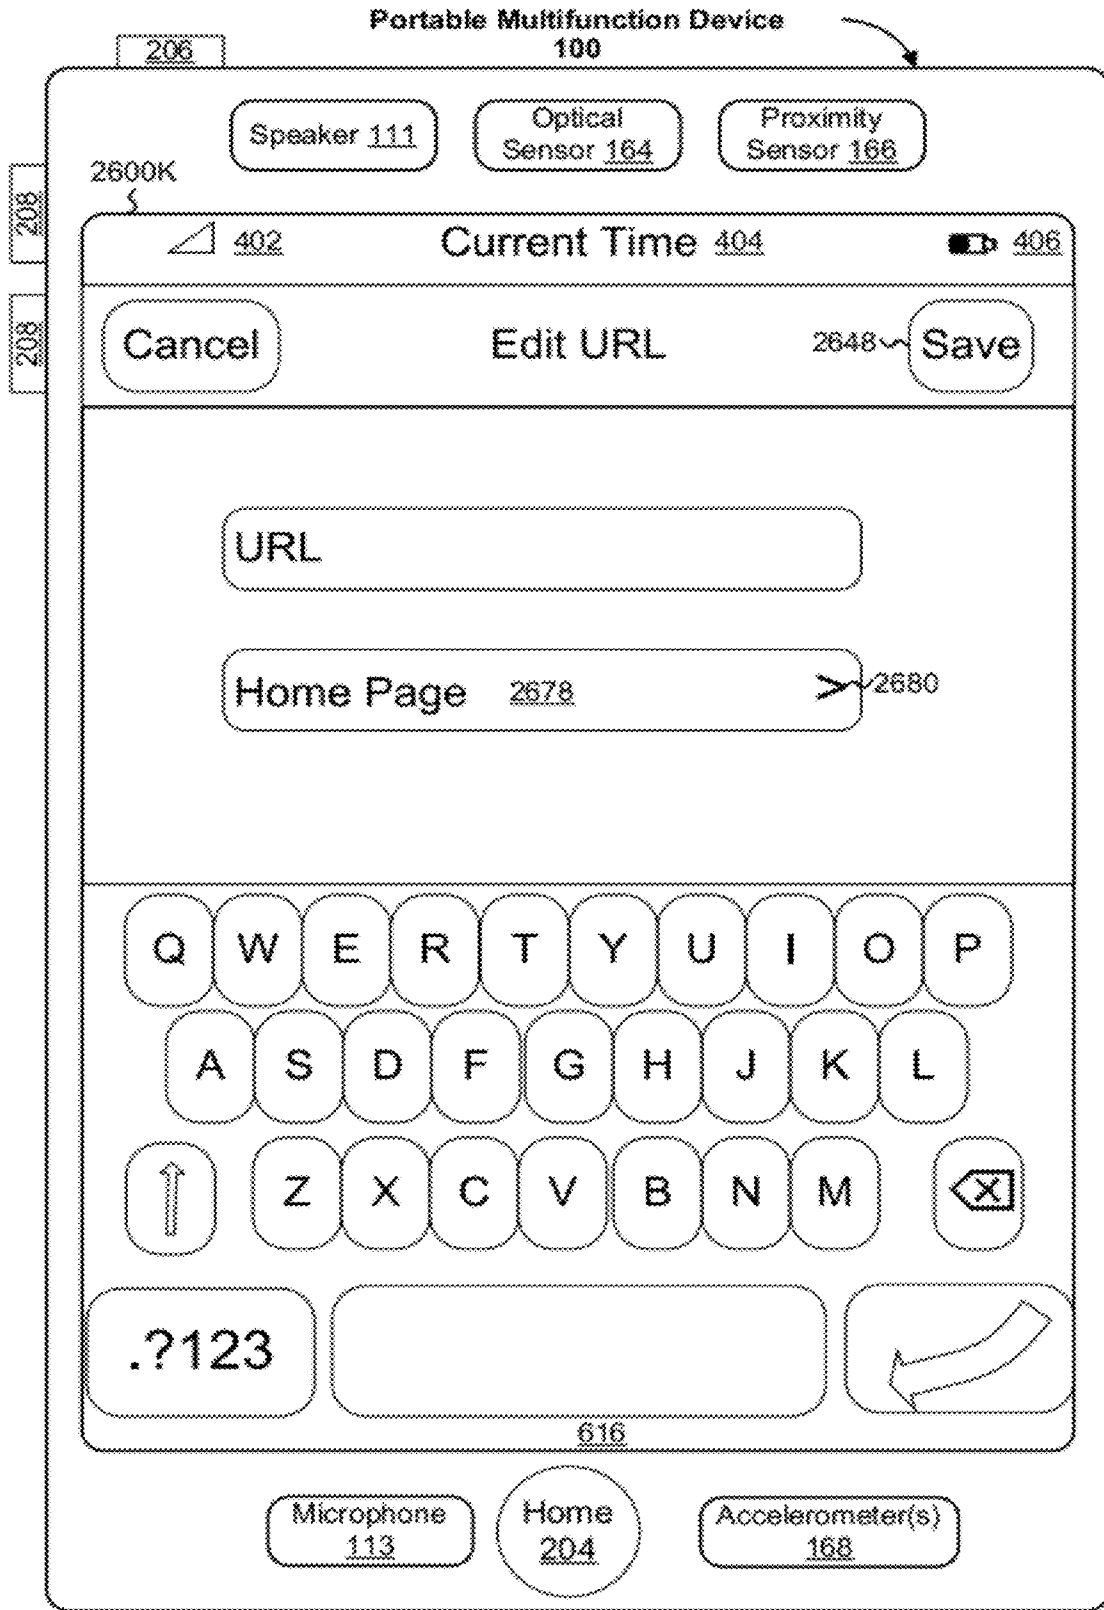 Portable Multifunction Device
100
206
Speaker 111
Optical
Sensor 164
Proximity
Sensor 166
2600K
208
402
Current Time 404
406
208
Cancel
Edit URL
2648
Save
URL
Home Page 2678
>
2680
Q W E R T Y U I O P
A S D F G H J K L
Z X C V B N M
.?123
616
Microphone
113
Home
204
Accelerometer(s)
168